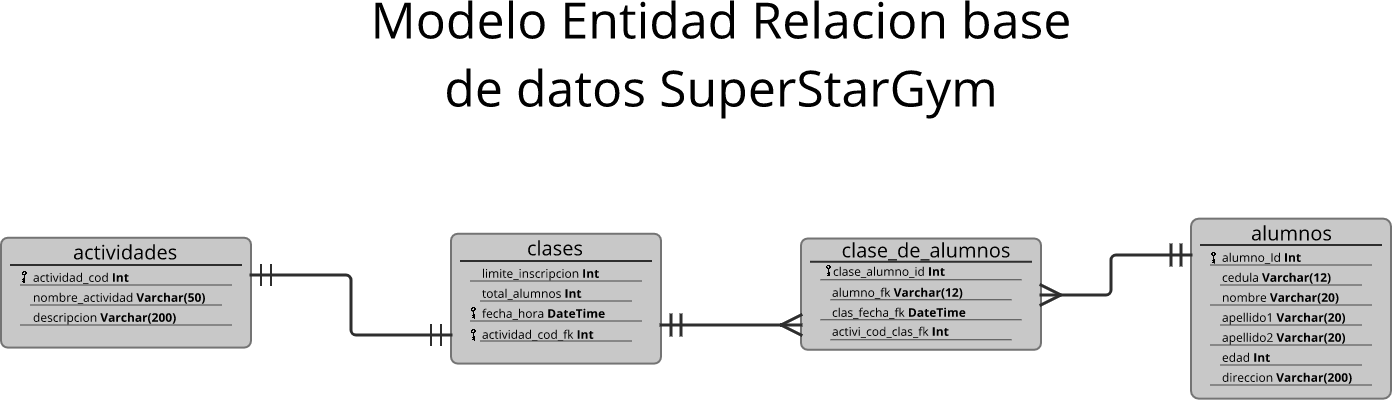 Modelo Entidad Relacion base
de datos SuperStarGym
actividades
actividad_cod Int
nombre_actividad Varchar(50)
descripcion Varchar(200)
clases
limite_inscripcion Int
total_alumnos Int
fecha_hora DateTime
actividad_cod_fk Int
clase_de_alumnos
clase_alumno_id Int
alumno_fk Varchar(12)
clas_fecha_fk DateTime
activi_cod_clas_fk Int
alumnos
alumno_Id Int
cedula Varchar(12)
nombre Varchar(20)
apellido1 Varchar(20)
apellido2 Varchar(20)
edad Int
direccion Varchar(200)